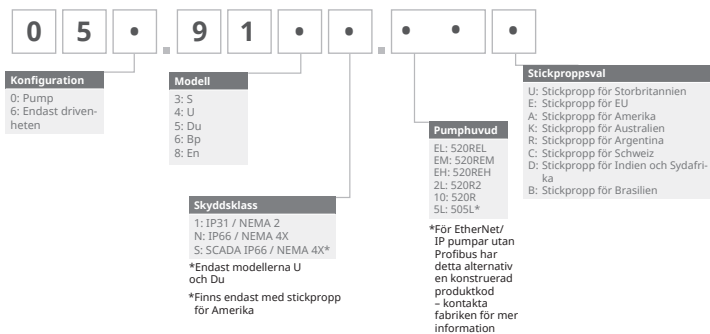 0 5 • . 9 1 • • . • • •
Konfiguration
0: Pump
6: Endast driven-
heten
Modell
3: S
4: U
5: Du
6: Bp
8: En
Skyddsklass
1: IP31 / NEMA 2
N: IP66 / NEMA 4X
S: SCADA IP66 / NEMA 4X*
*Endast modellerna U
och Du
*Finns endast med stickpropp
för Amerika
Pumphuvud
EL: 520REL
EM: 520REM
EH: 520REH
2L: 520R2
10: 520R
5L: 505L*
*För EtherNet/
IP pumpar utan
Profibus har
detta alternativ
en konstruerad
produktkod
– kontakta
fabriken för mer
information
Stickproppsval
U: Stickpropp för Storbritannien
E: Stickpropp för EU
A: Stickpropp för Amerika
K: Stickpropp för Australien
R: Stickpropp för Argentina
C: Stickpropp för Schweiz
D: Stickpropp för Indien och Sydafri-
ka
B: Stickpropp för Brasilien